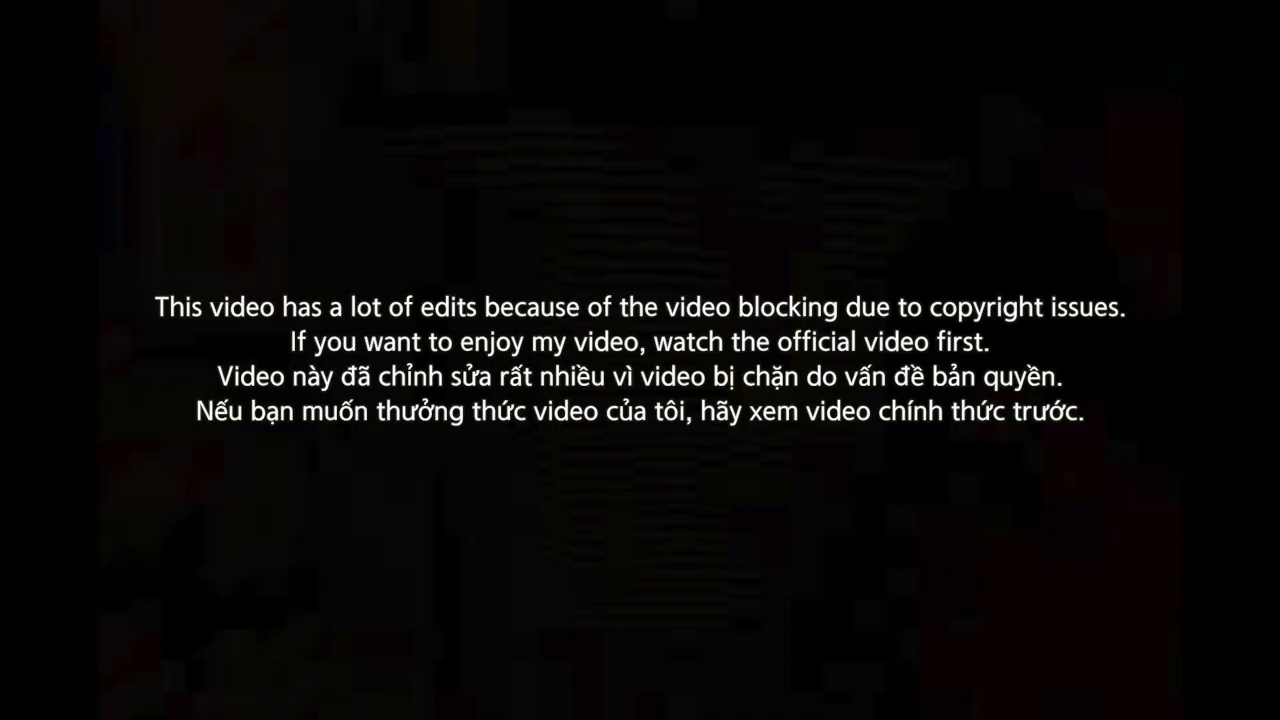 This video has a lot of edits because of the video blocking due to copyright issues.
If you want to enjoy my video, watch the official video first.
Video này đã chỉnh sửa rất nhiều vì video bị chặn do vấn đề bản quyền.
Nếu bạn muốn thưởng thức video của tôi, hãy xem video chính thức trước.